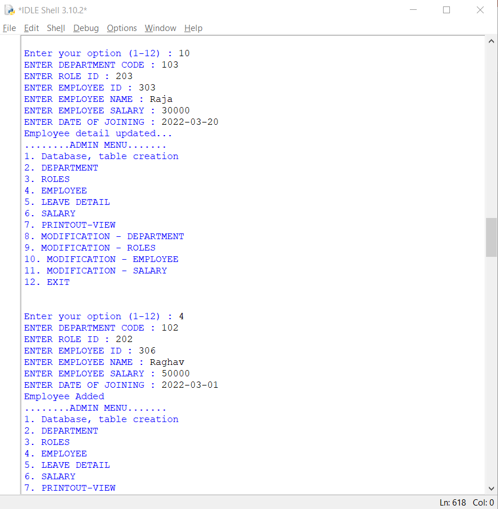 *IDLE Shell 3.10.2*
File Edit Shell Debug Options Window Help
Enter your option (1-12) : 10
ENTER DEPARTMENT CODE : 103
ENTER ROLE ID : 203
ENTER EMPLOYEE ID : 303
ENTER EMPLOYEE NAME : Raja
ENTER EMPLOYEE SALARY : 30000
ENTER DATE OF JOINING : 2022-03-20
Employee detail updated...
........ADMIN MENU.......
1. Database, table creation
2. DEPARTMENT
3. ROLES
4. EMPLOYEE
5. LEAVE DETAIL
6. SALARY
7. PRINTOUT-VIEW
8. MODIFICATION - DEPARTMENT
9. MODIFICATION - ROLES
10. MODIFICATION - EMPLOYEE
11. MODIFICATION - SALARY
12. EXIT
Enter your option (1-12) : 4
ENTER DEPARTMENT CODE : 102
ENTER ROLE ID : 202
ENTER EMPLOYEE ID : 306
ENTER EMPLOYEE NAME : Raghav
ENTER EMPLOYEE SALARY : 50000
ENTER DATE OF JOINING : 2022-03-01
Employee Added
........ADMIN MENU.......
1. Database, table creation
2. DEPARTMENT
3. ROLES
4. EMPLOYEE
5. LEAVE DETAIL
6. SALARY
7. PRINTOUT-VIEW
Ln: 618 Col: 0